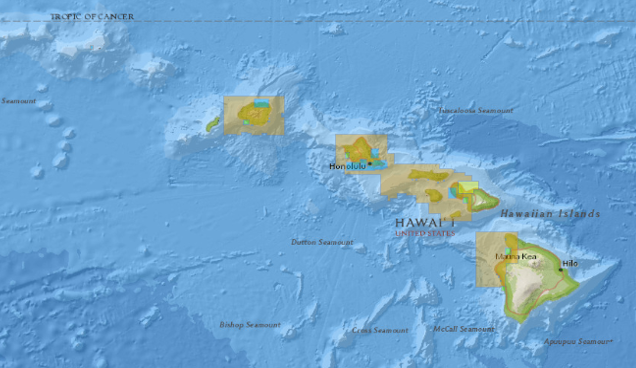 TROPIC OF CANCER
Seamount
Tuscaloosa Seamount
Honolulu
HAWAI'I
UNITED STATES
Hawaiian Islands
Dutton Seamount
Mauna Kea
Hilo
Bishop Seamount
Cross Seamount
McCall Seamount
Apuupuu Seamount